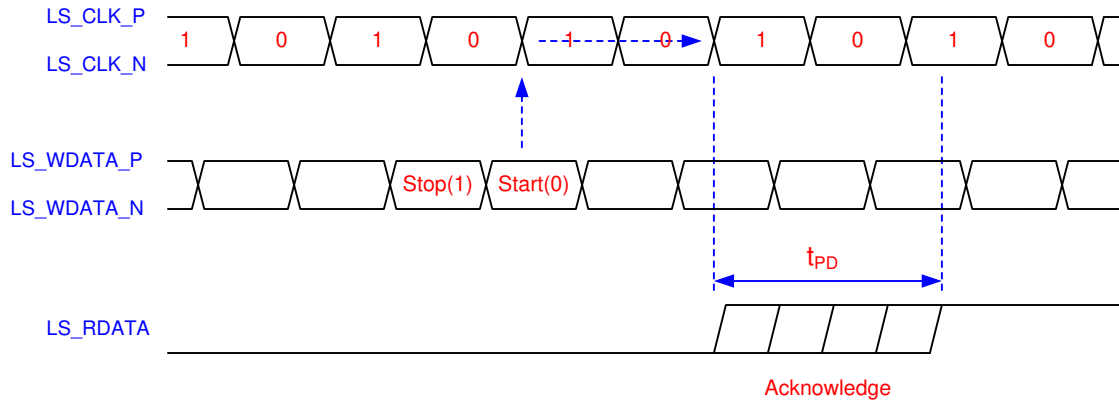 LS_CLK_P
1 0 1 0 1 0 1 0 1 0
LS_CLK_N
LS_WDATA_P
Stop(1) Start(0)
LS_WDATA_N
tPD
LS_RDATA
Acknowledge